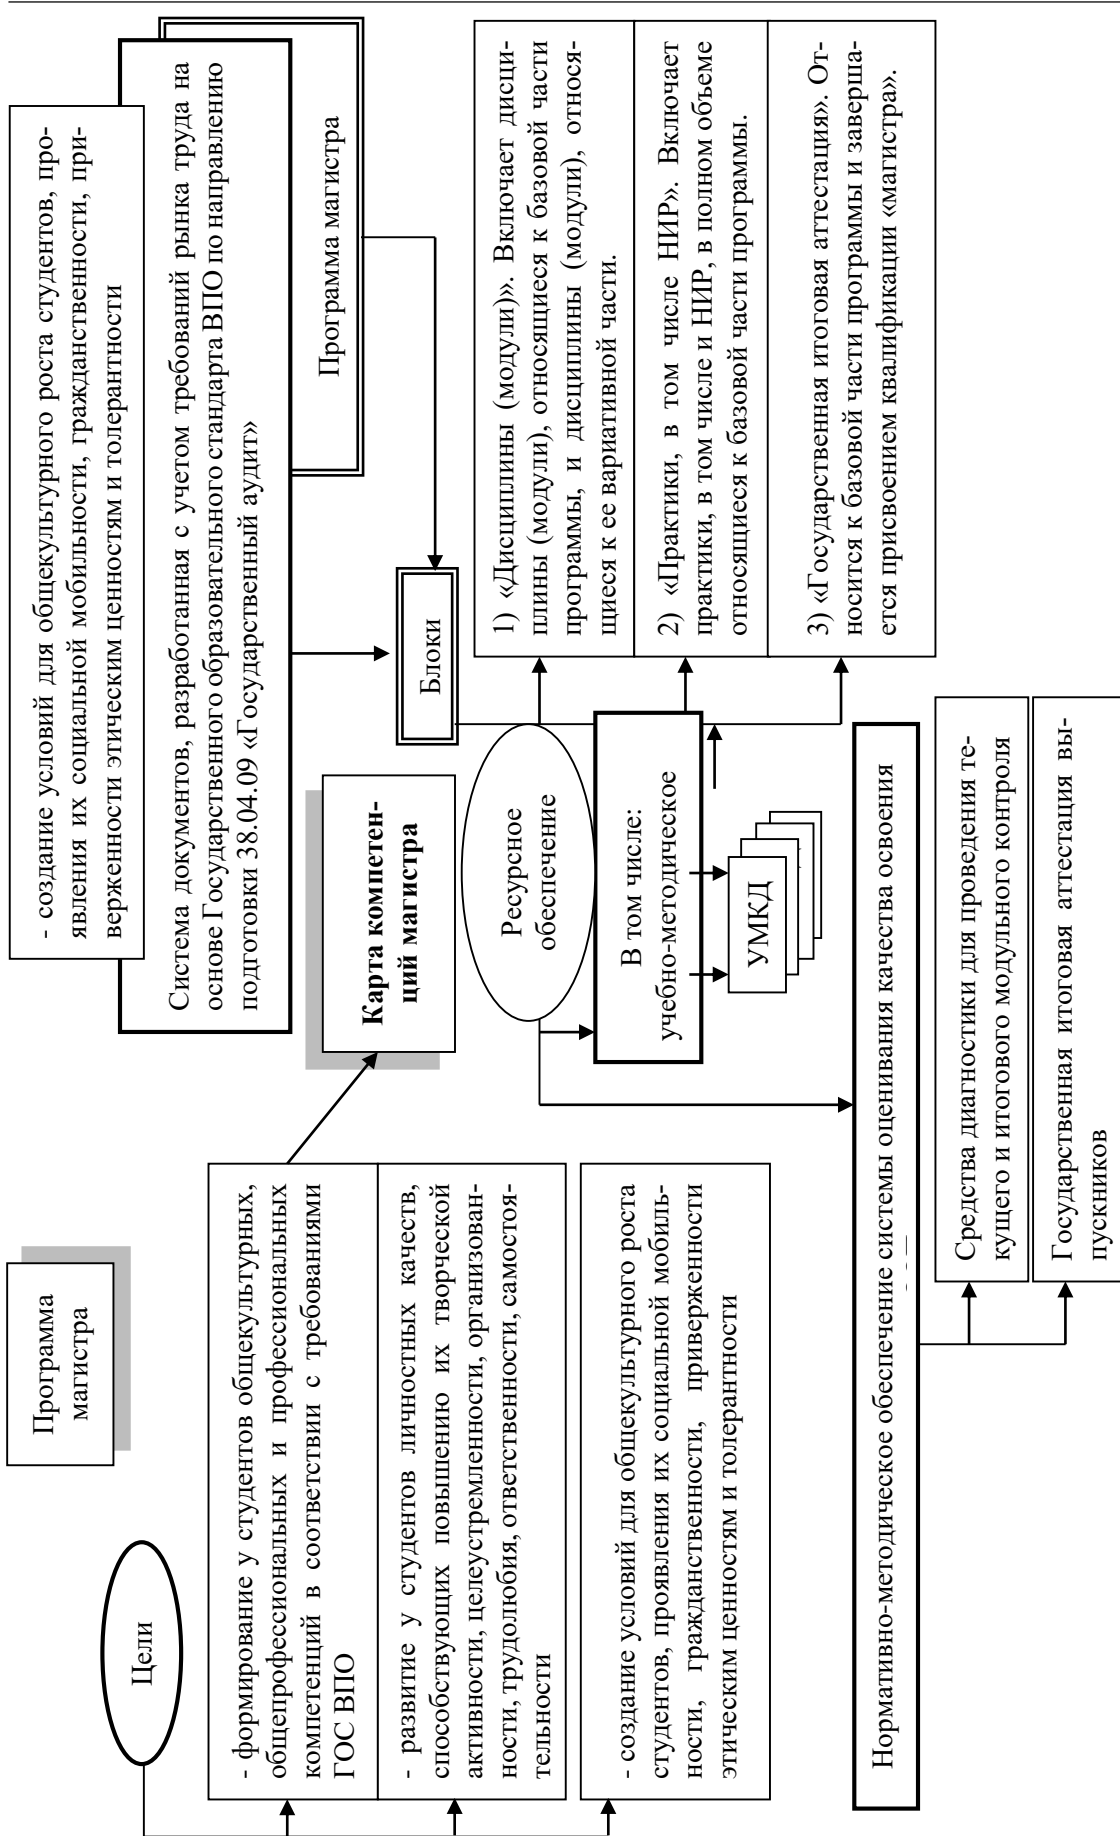 Цели
Программа
магистра
- создание условий для общекультурного роста студентов, про-
явления их социальной мобильности, гражданственности, при-
верженности этическим ценностям и толерантности
Система документов, разработанная с учетом требований рынка труда на
основе Государственного образовательного стандарта ВПО по направлению
подготовки 38.04.09 «Государственный аудит»
Программа магистра
- формирование у студентов общекультурных,
общепрофессиональных и профессиональных
компетенций в соответствии с требованиями
ГОС ВПО
- развитие у студентов личностных качеств,
способствующих повышению их творческой
активности, целеустремленности, организован-
ности, трудолюбия, ответственности, самостоя-
тельности
- создание условий для общекультурного роста
студентов, проявления их социальной мобиль-
ности, гражданственности, приверженности
этическим ценностям и толерантности
Карта компетен-
ций магистра
Блоки
Ресурсное
обеспечение
В том числе:
учебно-методическое
УМКД
1) «Дисциплины (модули)». Включает дисци-
плины (модули), относящиеся к базовой части
программы, и дисциплины (модули), относя-
щиеся к ее вариативной части.
2) «Практики, в том числе НИР». Включает
практики, в том числе и НИР, в полном объеме
относящиеся к базовой части программы.
3) «Государственная итоговая аттестация». От-
носится к базовой части программы и заверша-
ется присвоением квалификации «магистра».
Нормативно-методическое обеспечение системы оценивания качества освоения
Средства диагностики для проведения те-
кущего и итогового модульного контроля
Государственная итоговая аттестация вы-
пускников